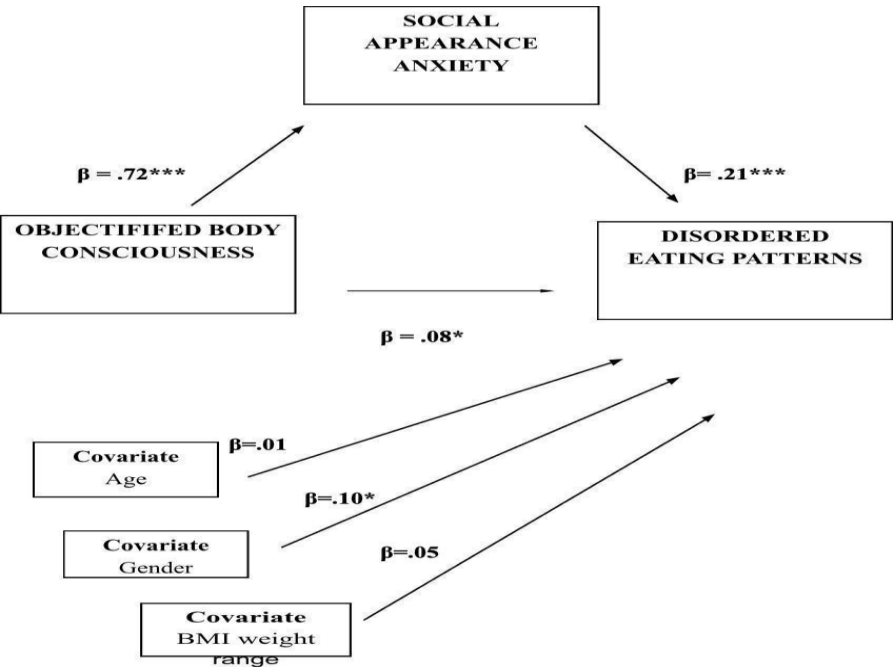 SOCIAL
APPEARANCE
ANXIETY
β = .72***
β= .21***
OBJECTIFIFED BODY
CONSCIOUSNESS
DISORDERED
EATING PATTERNS
β = .08*
β=.01
Covariate
Age
β=.10*
Covariate
Gender
β=.05
Covariate
BMI weight
range